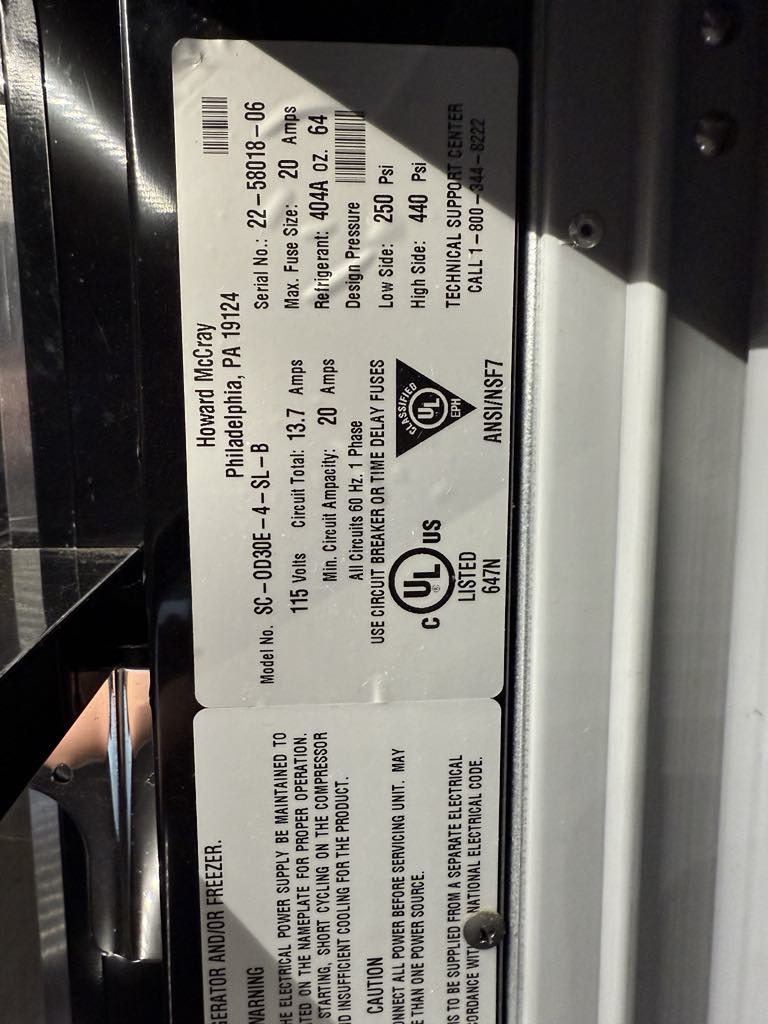 Howard McCray
Philadelphia, PA 19124
Model No. SC-OD30E-4-SL-B
Serial No.: 22-58018-06
115 Volts Circuit Total: 13.7 Amps
Max. Fuse Size: 20 Amps
Min. Circuit Ampacity: 20 Amps
Refrigerant: 404A oz. 64
All Circuits 60 Hz. 1 Phase
Design Pressure
USE CIRCUIT BREAKER OR TIME DELAY FUSES
Low Side: 250 Psi
High Side: 440 Psi
C UL US
®
LISTED
647N
CLASSIFIED
UL
EPH
ANSI/NSF7
TECHNICAL SUPPORT CENTER
CALL 1-800-344-8222
GERATOR AND/OR FREEZER.
WARNING
HE ELECTRICAL POWER SUPPLY BE MAINTAINED TO
TED ON THE NAMEPLATE FOR PROPER OPERATION.
STARTING, SHORT CYCLING ON THE COMPRESSOR
D INSUFFICIENT COOLING FOR THE PRODUCT.
CAUTION
ONNECT ALL POWER BEFORE SERVICING UNIT. MAY
E THAN ONE POWER SOURCE.
S TO BE SUPPLIED FROM A SEPARATE ELECTRICAL
CORDANCE WIT NATIONAL ELECTRICAL CODE.